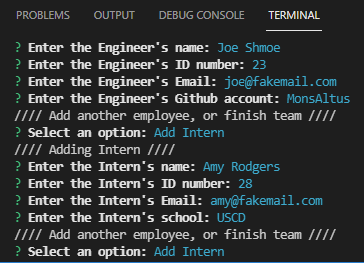 PROBLEMS OUTPUT DEBUG CONSOLE TERMINAL
? Enter the Engineer's name: Joe Shmoe
? Enter the Engineer's ID number: 23
? Enter the Engineer's Email: joe@fakemail.com
? Enter the Engineer's Github account: MonsAltus
//// Add another employee, or finish team ////
? Select an option: Add Intern
//// Adding Intern ////
? Enter the Intern's name: Amy Rodgers
? Enter the Intern's ID number: 28
? Enter the Intern's Email: amy@fakemail.com
? Enter the Intern's school: USCD
//// Add another employee, or finish team ////
? Select an option: Add Intern